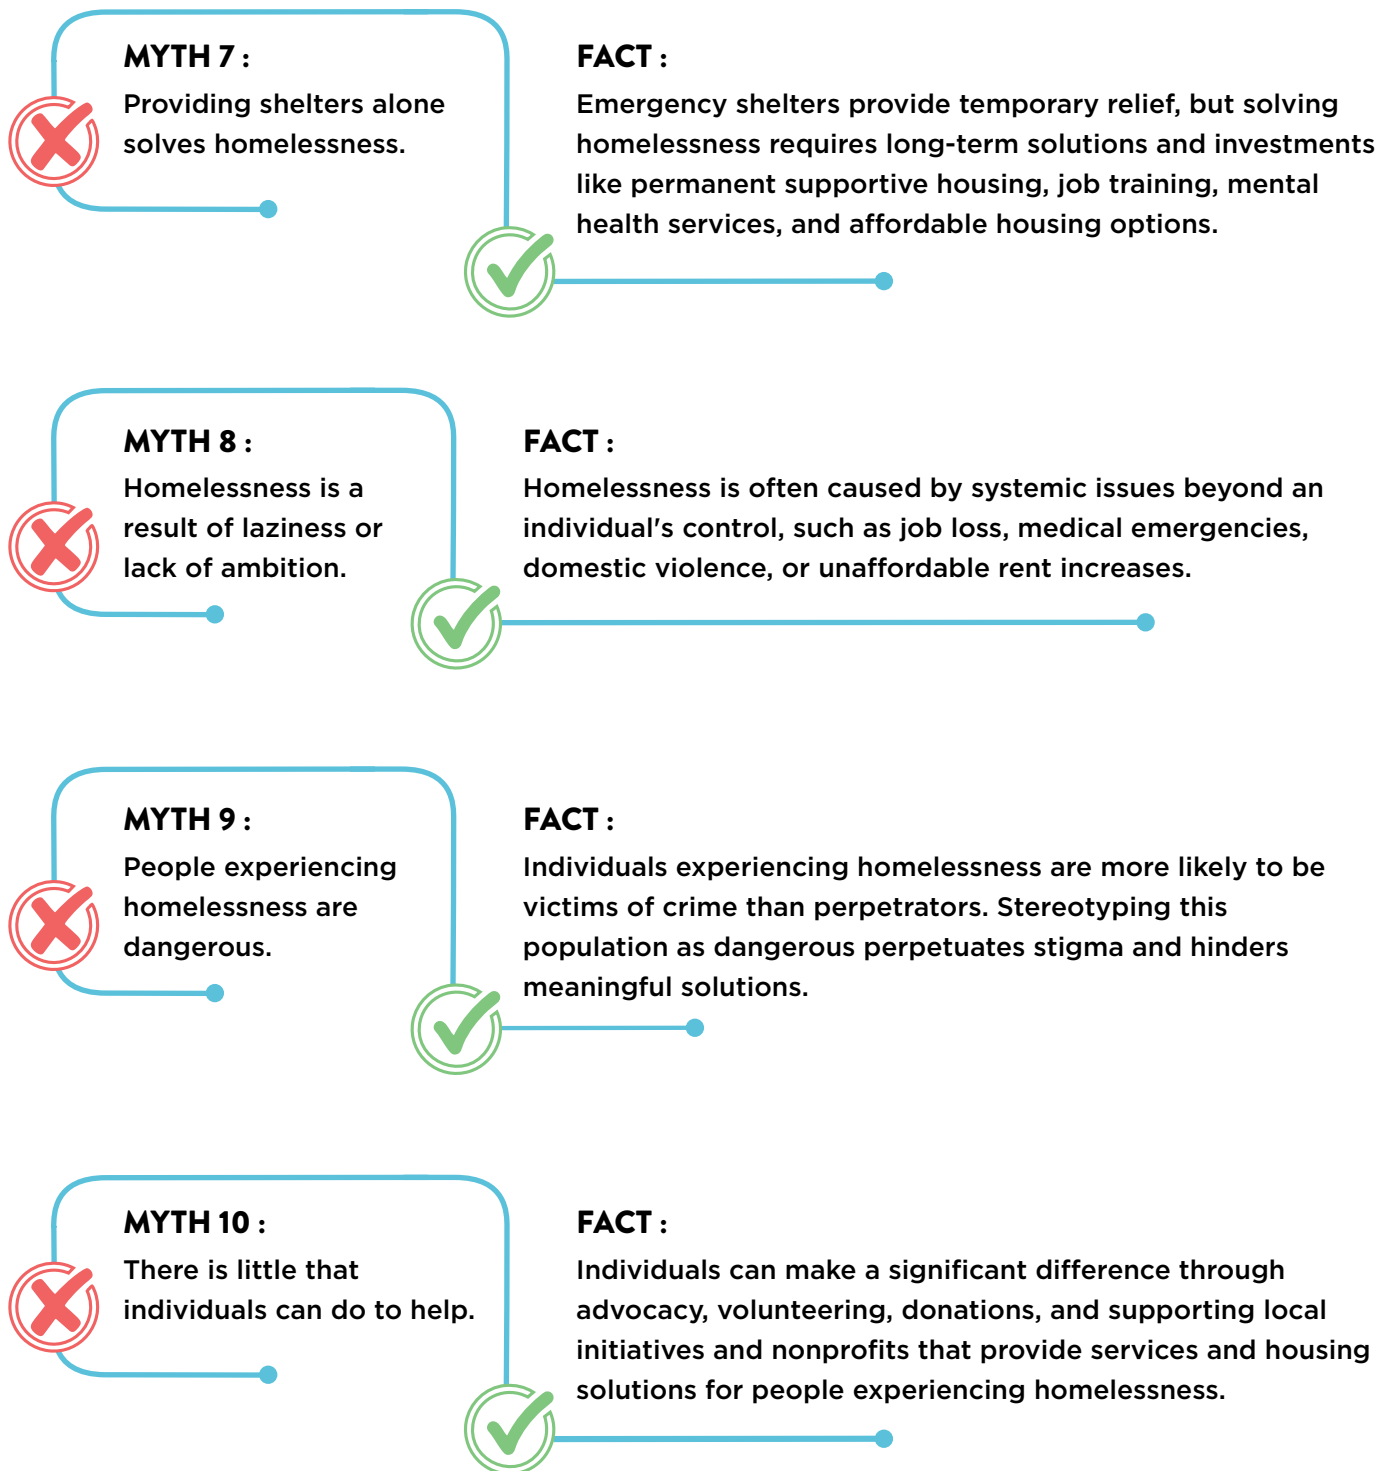 MYTH 7 :
Providing shelters alone
solves homelessness.
FACT :
Emergency shelters provide temporary relief, but solving
homelessness requires long-term solutions and investments
like permanent supportive housing, job training, mental
health services, and affordable housing options.
MYTH 8 :
Homelessness is a
result of laziness or
lack of ambition.
FACT :
Homelessness is often caused by systemic issues beyond an
individual's control, such as job loss, medical emergencies,
domestic violence, or unaffordable rent increases.
MYTH 9 :
People experiencing
homelessness are
dangerous.
FACT :
Individuals experiencing homelessness are more likely to be
victims of crime than perpetrators. Stereotyping this
population as dangerous perpetuates stigma and hinders
meaningful solutions.
MYTH 10 :
There is little that
individuals can do to help.
FACT :
Individuals can make a significant difference through
advocacy, volunteering, donations, and supporting local
initiatives and nonprofits that provide services and housing
solutions for people experiencing homelessness.